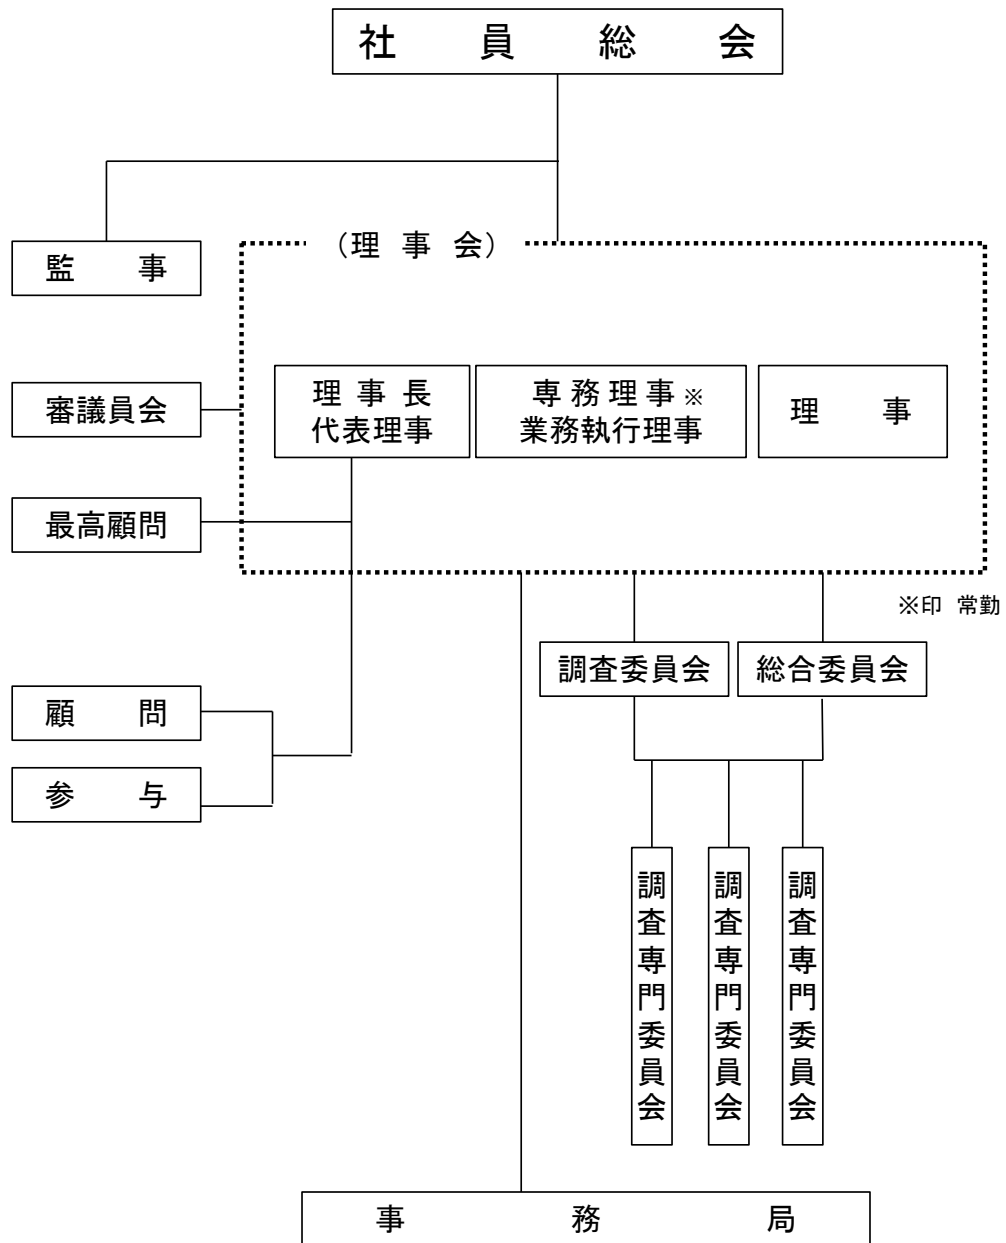 社員総会
（理事会）
監事
審議員会
理事長
代表理事
専務理事※
業務執行理事
理事
最高顧問
※印 常勤
調査委員会
総合委員会
顧問
参与
調査専門委員会
調査専門委員会
調査専門委員会
事務局